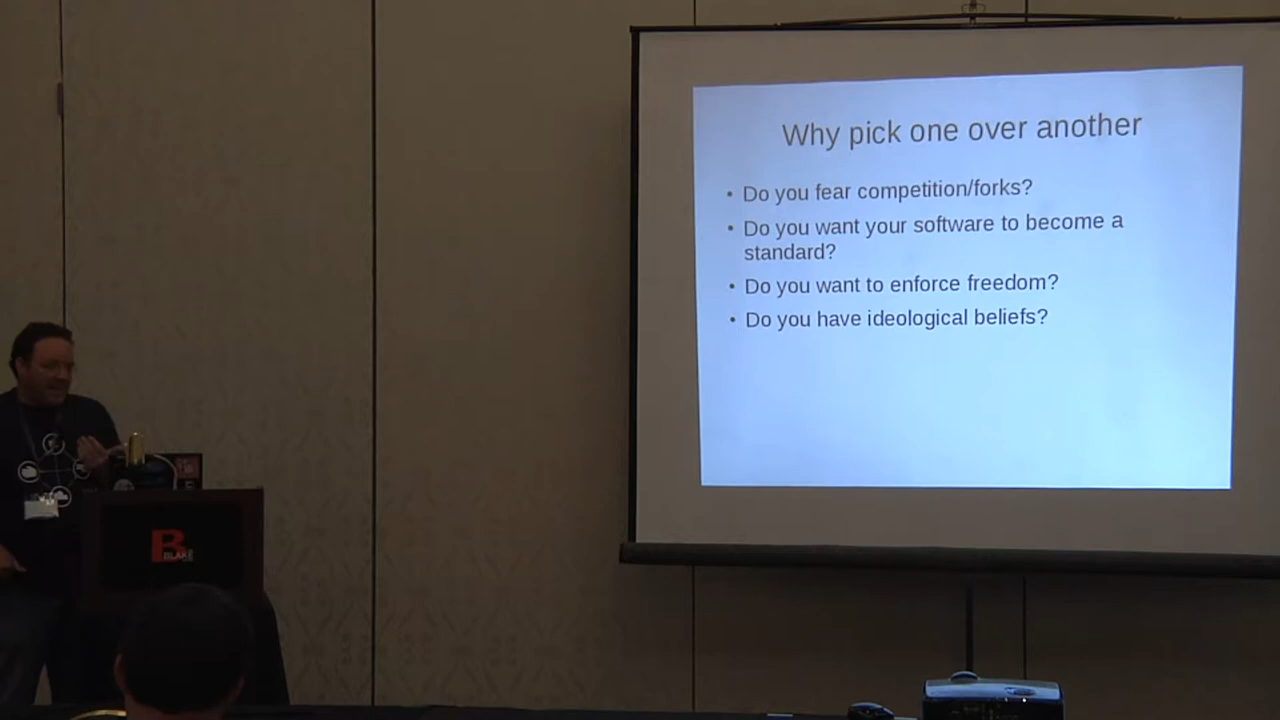 Why pick one over another
• Do you fear competition/forks?
• Do you want your software to become a
standard?
• Do you want to enforce freedom?
• Do you have ideological beliefs?
B
BLAKE